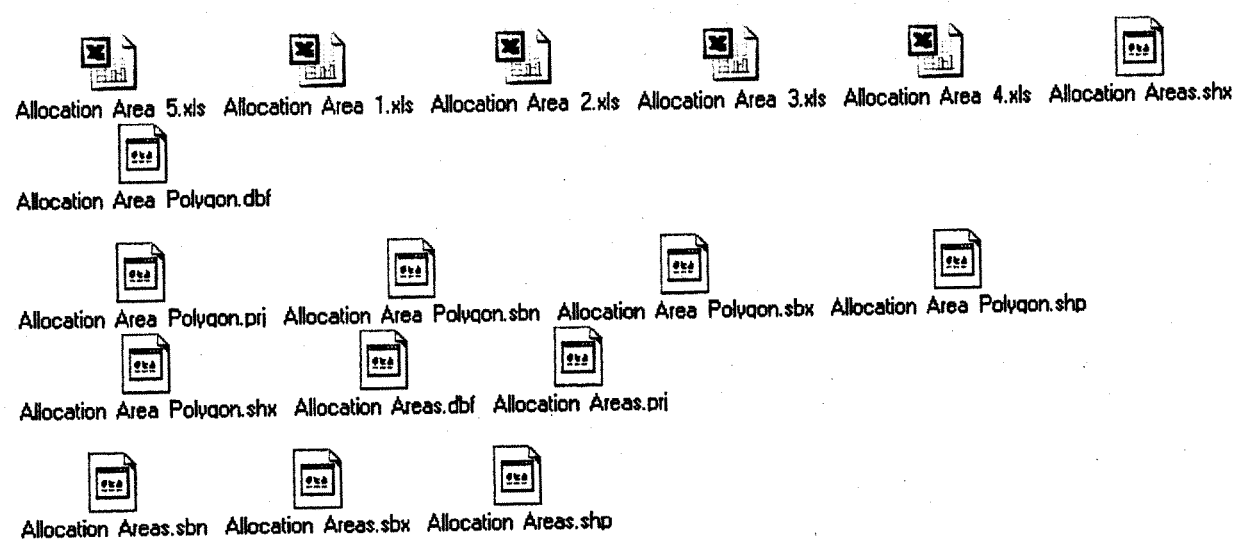 Allocation Area 5.xls Allocation Area 1.xls Allocation Area 2.xls Allocation Area 3.xls Allocation Area 4.xls Allocation Areas.shx
Allocation Area Polygon.dbf
Allocation Area Polygon.prj Allocation Area Polygon.sbn Allocation Area Polygon.sbx Allocation Area Polygon.shp
Allocation Area Polygon.shx Allocation Areas.dbf Allocation Areas.prj
Allocation Areas.sbn Allocation Areas.sbx Allocation Areas.shp